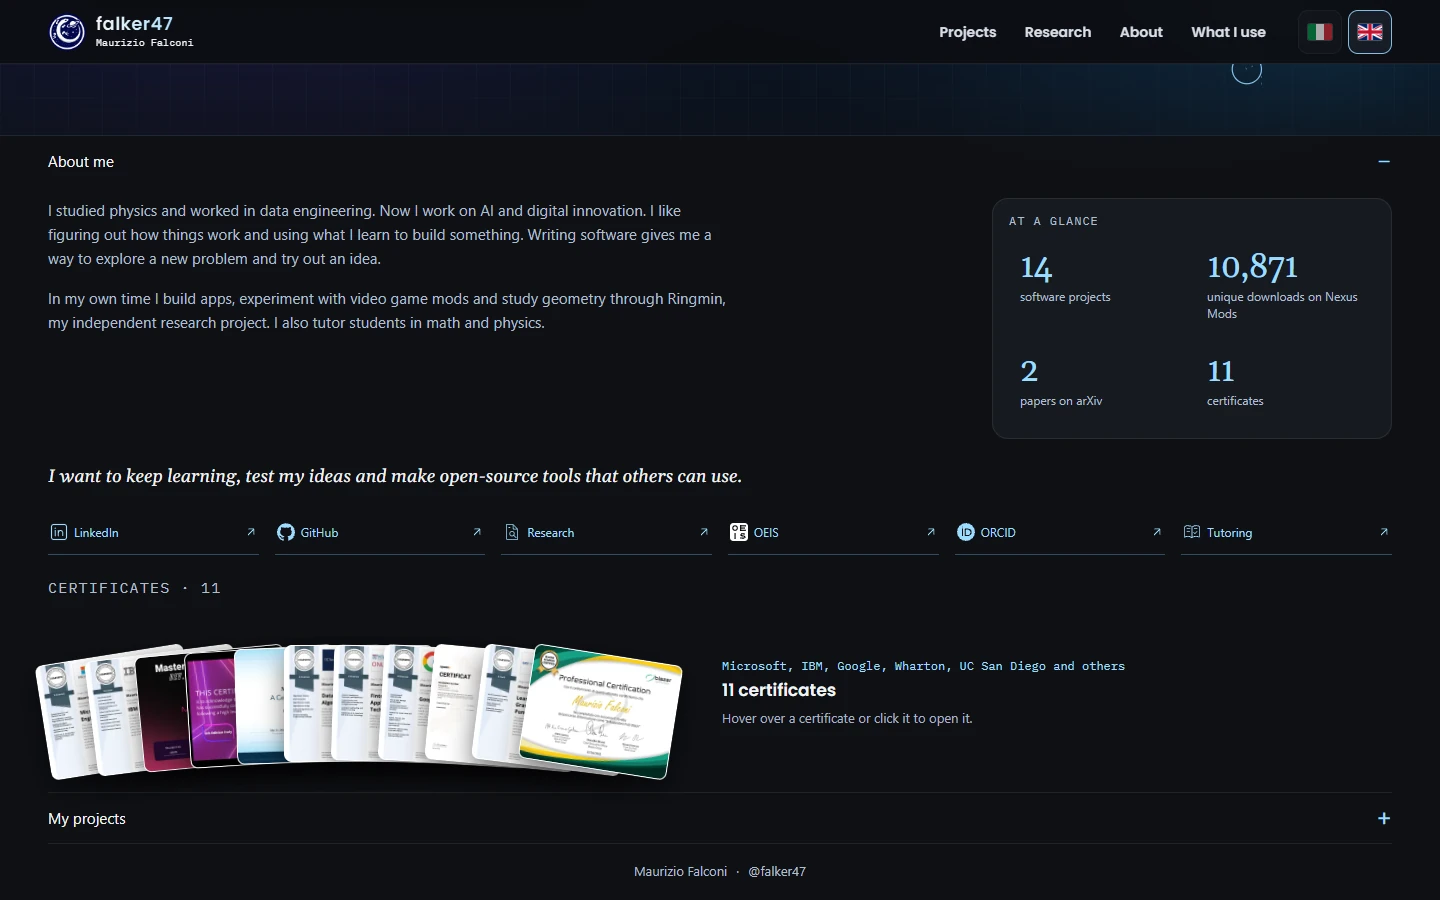 falker47
Maurizio Falconi
Projects
Research
About
What I use
About me
I studied physics and worked in data engineering. Now I work on AI and digital innovation. I like
figuring out how things work and using what I learn to build something. Writing software gives me a
way to explore a new problem and try out an idea.
In my own time I build apps, experiment with video game mods and study geometry through Ringmin,
my independent research project. I also tutor students in math and physics.
AT A GLANCE
14
software projects
10,871
unique downloads on Nexus
Mods
2
papers on arXiv
11
certificates
I want to keep learning, test my ideas and make open-source tools that others can use.
LinkedIn
GitHub
Research
OEIS
ORCID
Tutoring
CERTIFICATES · 11
Master
THIS CERTI
CERTIFICAT
Professional Certification
Maurizio Falconi
Microsoft, IBM, Google, Wharton, UC San Diego and others
11 certificates
Hover over a certificate or click it to open it.
My projects
Maurizio Falconi · @falker47